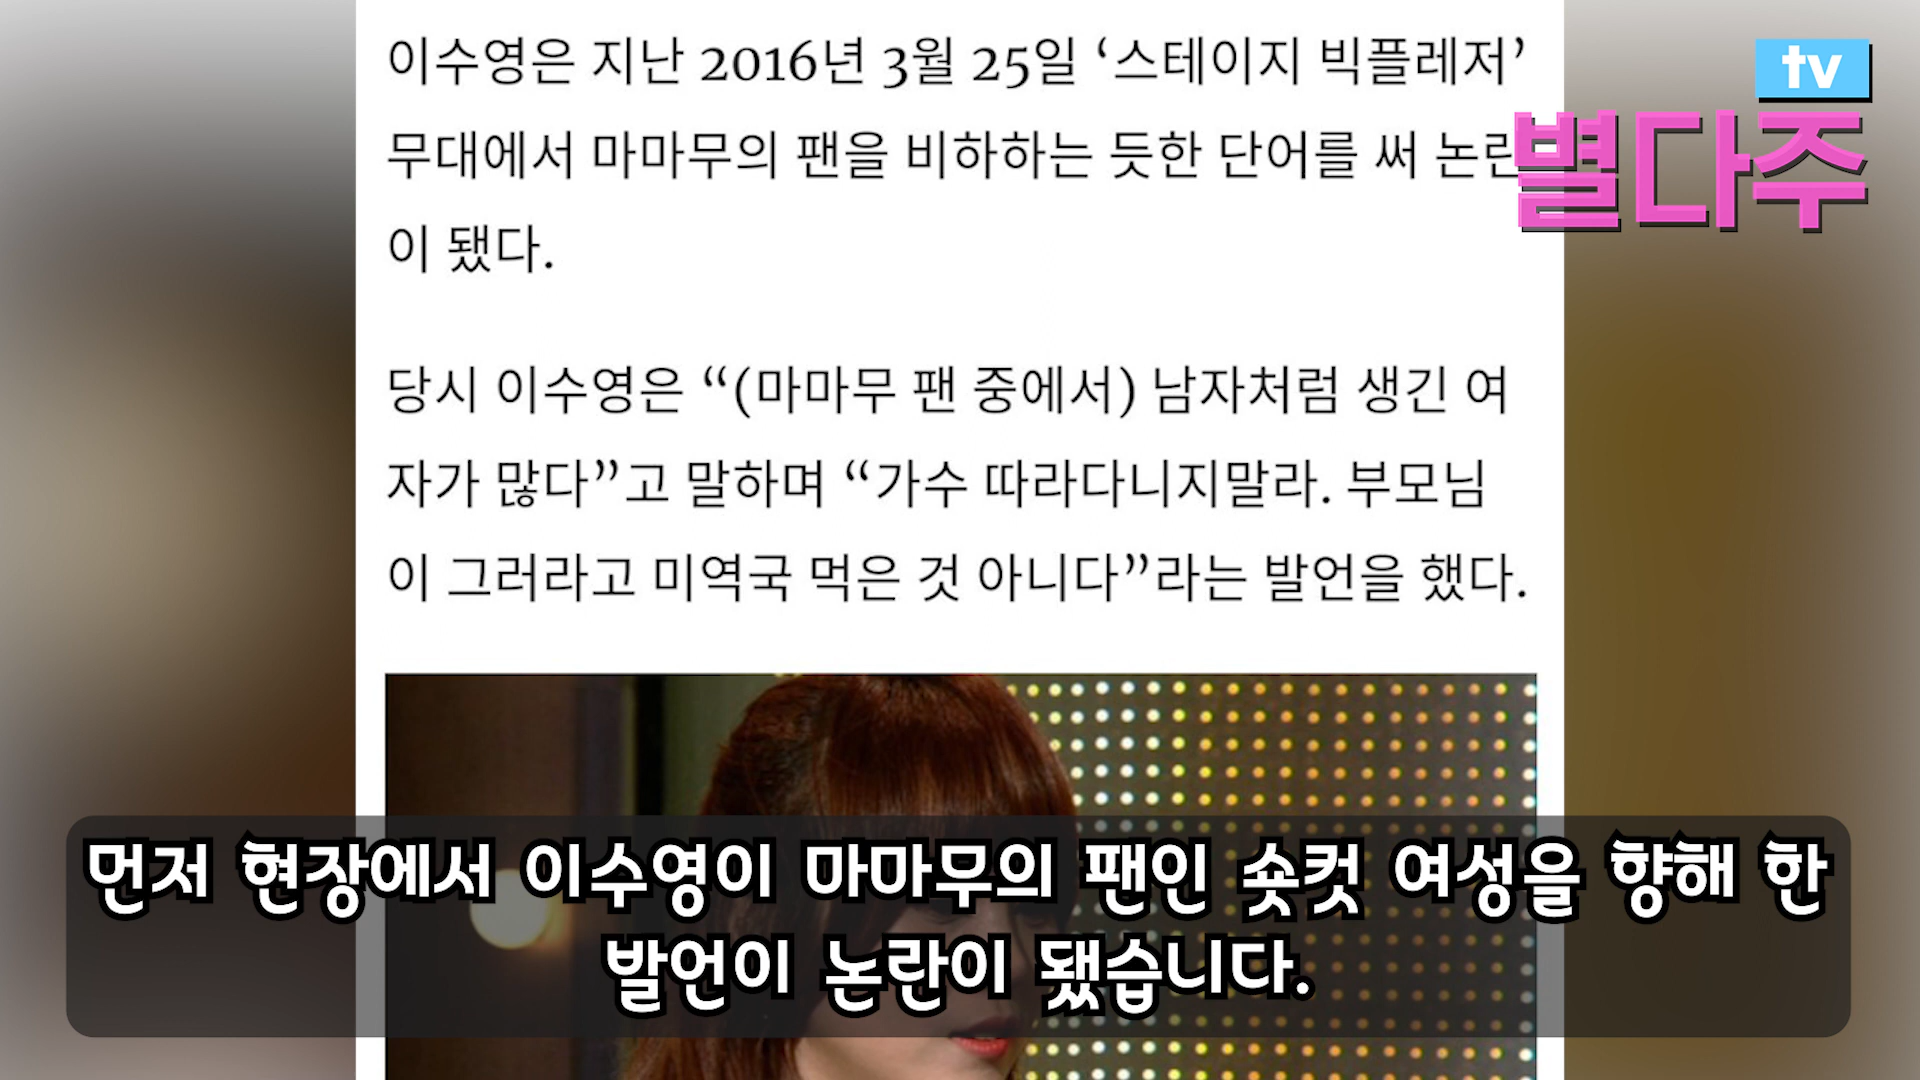 이수영은 지난 2016년 3월 25일 ‘스테이지 빅플레저’
무대에서 마마무의 팬을 비하하는 듯한 단어를 써 논란
이 됐다.
당시 이수영은 “(마마무 팬 중에서) 남자처럼 생긴 여
자가 많다”고 말하며 “가수 따라다니지말라. 부모님
이 그러라고 미역국 먹은 것 아니다”라는 발언을 했다.
tv
별다주
먼저 현장에서 이수영이 마마무의 팬인 숏컷 여성을 향해 한
발언이 논란이 됐습니다.